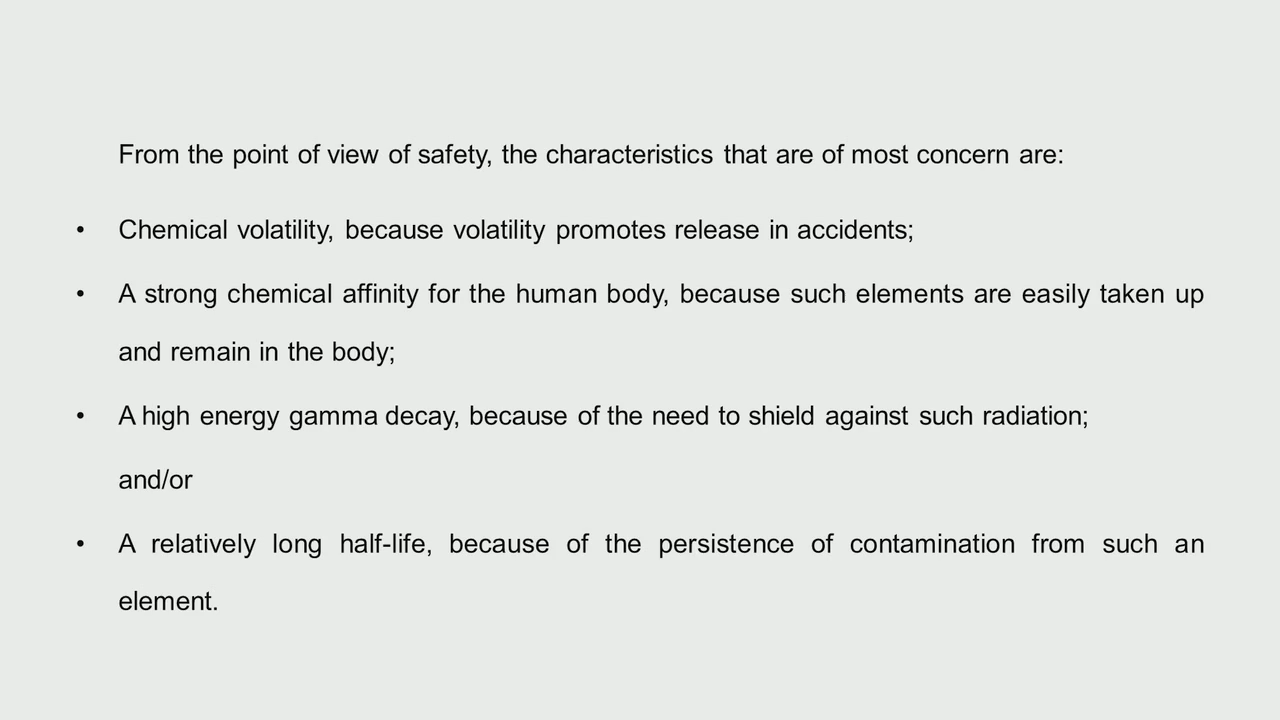 From the point of view of safety, the characteristics that are of most concern are:
• Chemical volatility, because volatility promotes release in accidents;
• A strong chemical affinity for the human body, because such elements are easily taken up
and remain in the body;
• A high energy gamma decay, because of the need to shield against such radiation;
and/or
• A relatively long half-life, because of the persistence of contamination from such an
element.